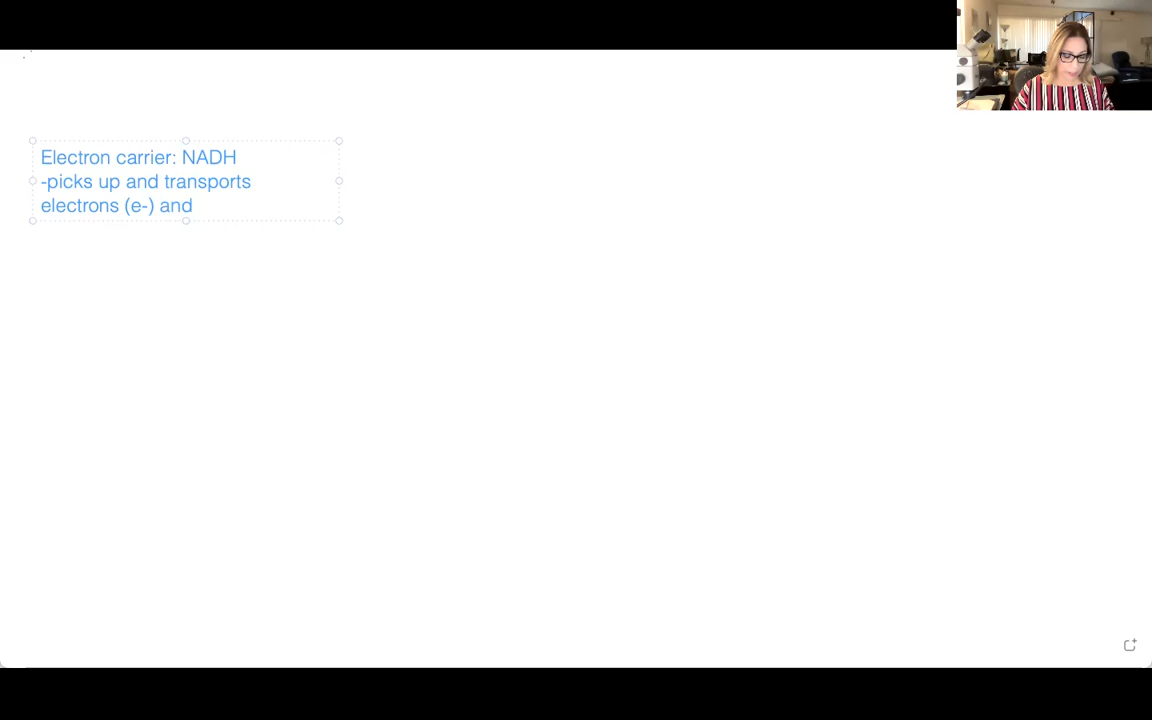 Electron carrier: NADH
-picks up and transports
electrons (e-) and